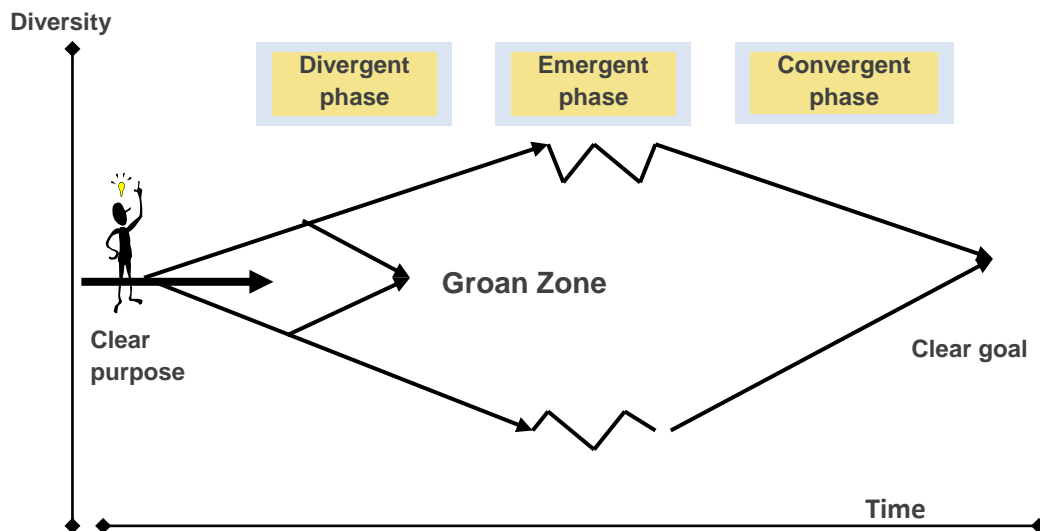 Diversity
Divergent
phase
Emergent
phase
Convergent
phase
Groan Zone
Clear
purpose
Clear goal
Time